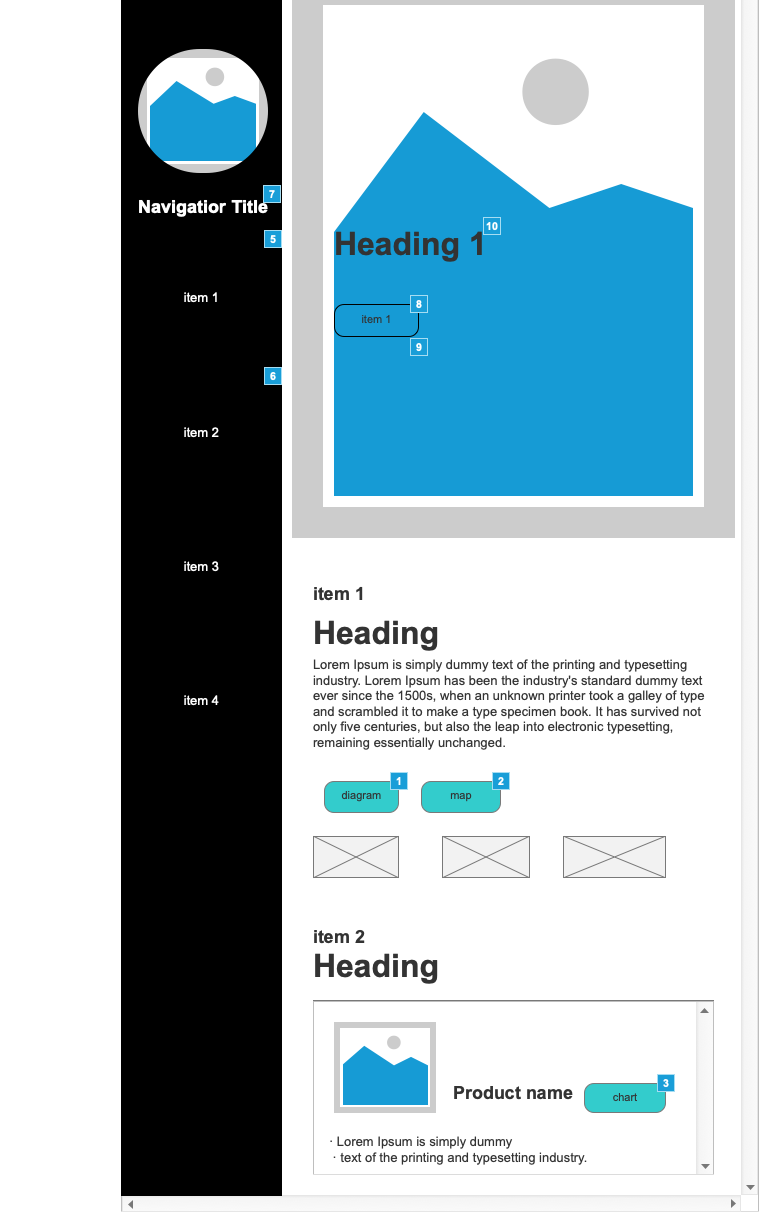 7
Navigatior Title
5
item 1
6
item 2
item 3
item 4
10
Heading 1
8
item 1
9
item 1
Heading
Lorem Ipsum is simply dummy text of the printing and typesetting
industry. Lorem Ipsum has been the industry's standard dummy text
ever since the 1500s, when an unknown printer took a galley of type
and scrambled it to make a type specimen book. It has survived not
only five centuries, but also the leap into electronic typesetting,
remaining essentially unchanged.
1
2
diagram
map
item 2
Heading
3
Product name
chart
· Lorem Ipsum is simply dummy
· text of the printing and typesetting industry.